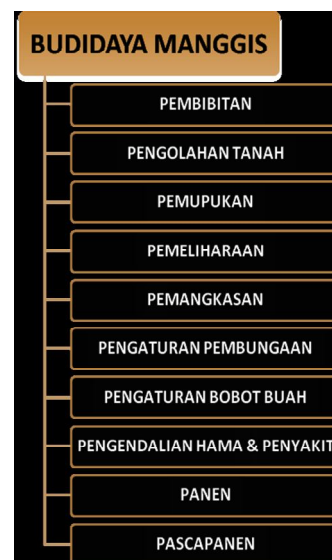 BUDIDAYA MANGGIS
PEMBIBITAN
PENGOLAHAN TANAH
PEMUPUKAN
PEMELIHARAAN
PEMANGKASAN
PENGATURAN PEMBUNGAAN
PENGATURAN BOBOT BUAH
PENGENDALIAN HAMA & PENYAKIT
PANEN
PASCAPANEN